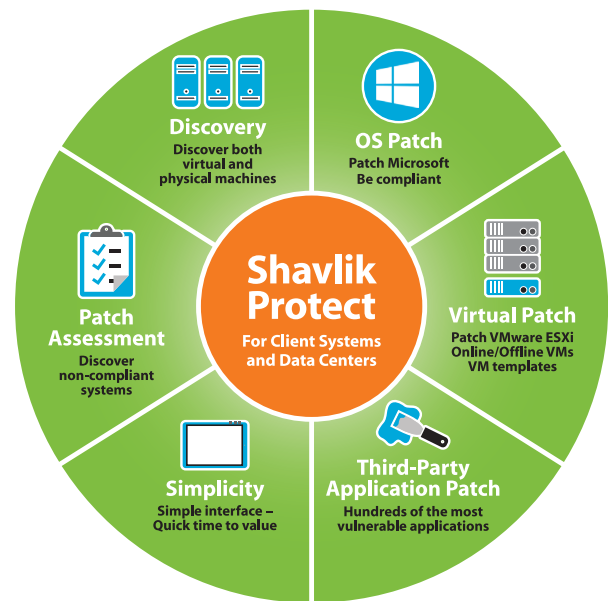 Discovery
Discover both
virtual and
physical machines
OS Patch
Patch Microsoft
Be compliant
Virtual Patch
Patch VMware ESXi
Online/Offline VMs
VM templates
Third-Party
Application Patch
Hundreds of the most
vulnerable applications
Simplicity
Simple interface –
Quick time to value
Patch
Assessment
Discover
non-compliant
systems
Shavlik
Protect
For Client Systems
and Data Centers